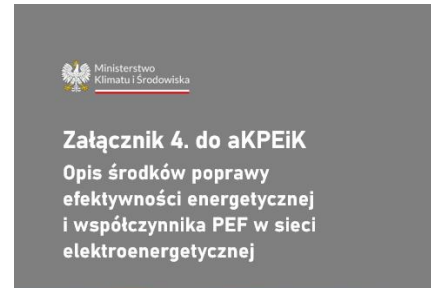 Ministerstwo
Klimatu i Środowiska
Załącznik 4. do aKPEiK
Opis środków poprawy
efektywności energetycznej
i współczynnika PEF w sieci
elektroenergetycznej